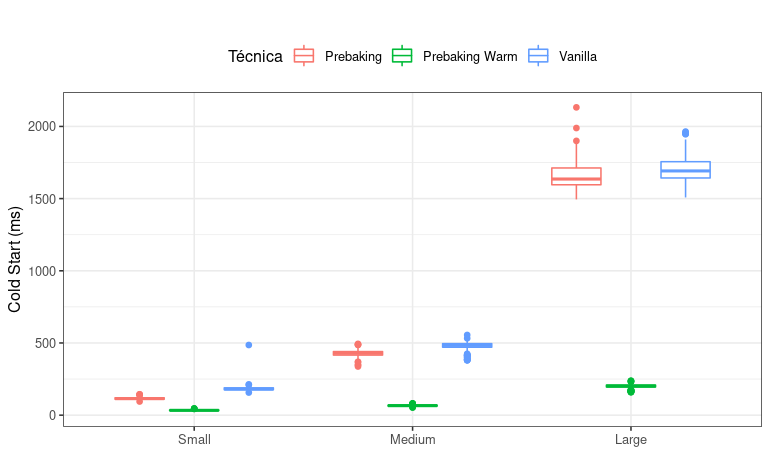 Técnica Prebaking Prebaking Warm Vanilla
2000
1500
1000
500
0
Cold Start (ms)
Small Medium Large